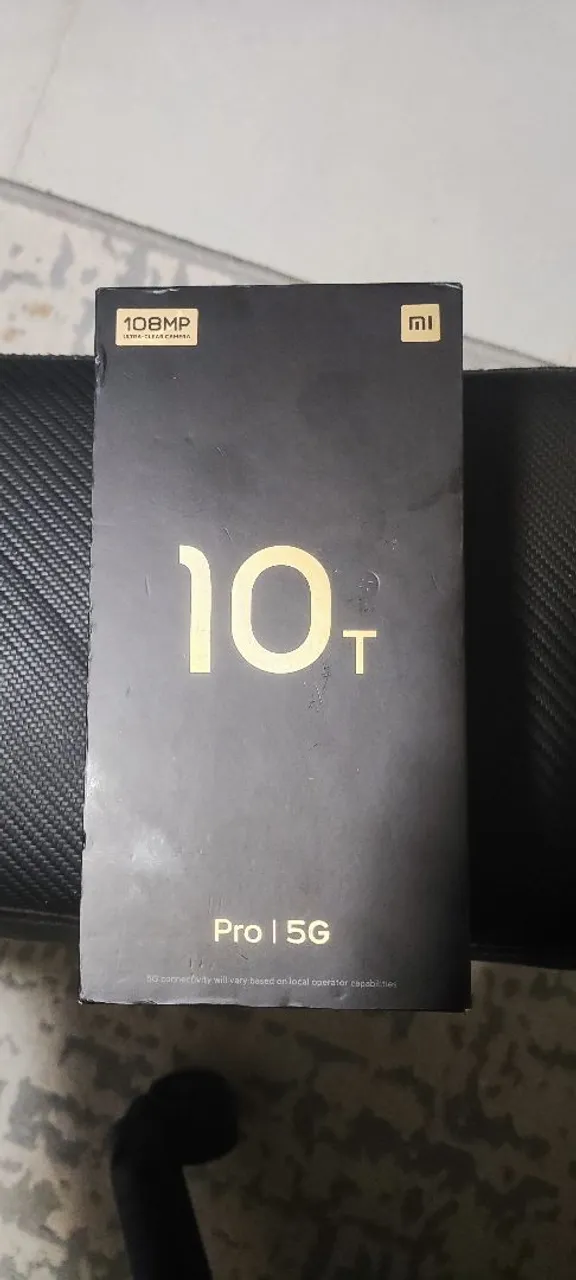 108MP
ULTRA-CLEAR CAMERA
mi
10T
Pro | 5G
5G connectivity will vary based on local operator capabilities